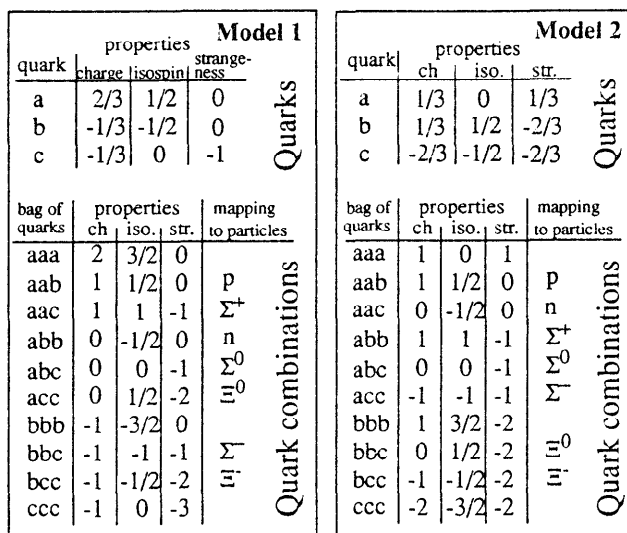 Model 1
properties
quark charge isospin strange-ness
a 2/3 1/2 0
b -1/3 -1/2 0
c -1/3 0 -1
Quarks
bag of quarks properties mapping to particles
ch iso. str.
aaa 2 3/2 0
aab 1 1/2 0 p
aac 1 1 -1 Σ+
abb 0 -1/2 0 n
abc 0 0 -1 Σ0
acc 0 1/2 -2 Ξ0
bbb -1 -3/2 0
bbc -1 -1 -1 Σ-
bcc -1 -1/2 -2 Ξ-
ccc -1 0 -3
Quark combinations
Model 2
properties
quark ch iso. str.
a 1/3 0 1/3
b 1/3 1/2 -2/3
c -2/3 -1/2 -2/3
Quarks
bag of quarks properties mapping to particles
ch iso. str.
aaa 1 0 1
aab 1 1/2 0 p
aac 0 -1/2 0 n
abb 1 1 -1 Σ+
abc 0 0 -1 Σ0
acc -1 -1 -1 Σ-
bbb 1 3/2 -2
bbc 0 1/2 -2 Ξ0
bcc -1 -1/2 -2 Ξ-
ccc -2 -3/2 -2
Quark combinations